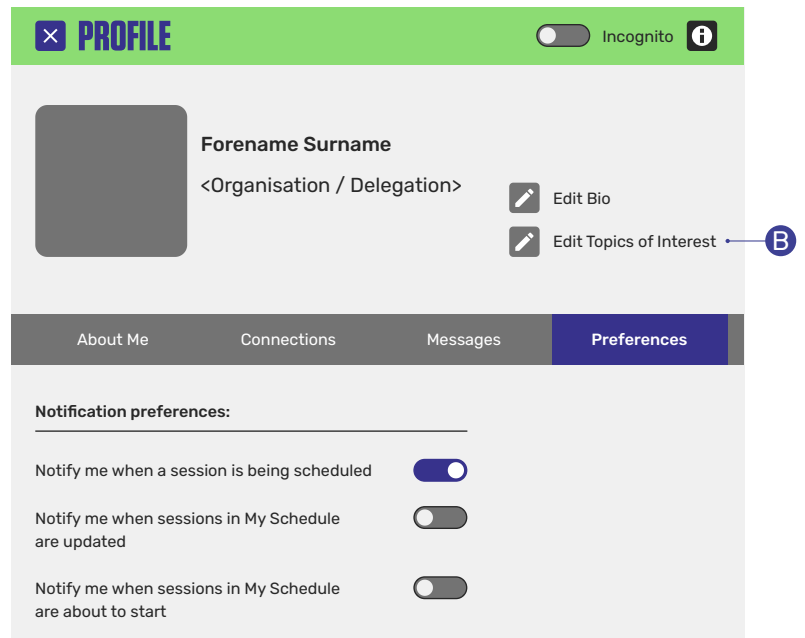 PROFILE
Incognito
Forename Surname
<Organisation / Delegation>
Edit Bio
Edit Topics of Interest
B
About Me
Connections
Messages
Preferences
Notification preferences:
Notify me when a session is being scheduled
Notify me when sessions in My Schedule
are updated
Notify me when sessions in My Schedule
are about to start